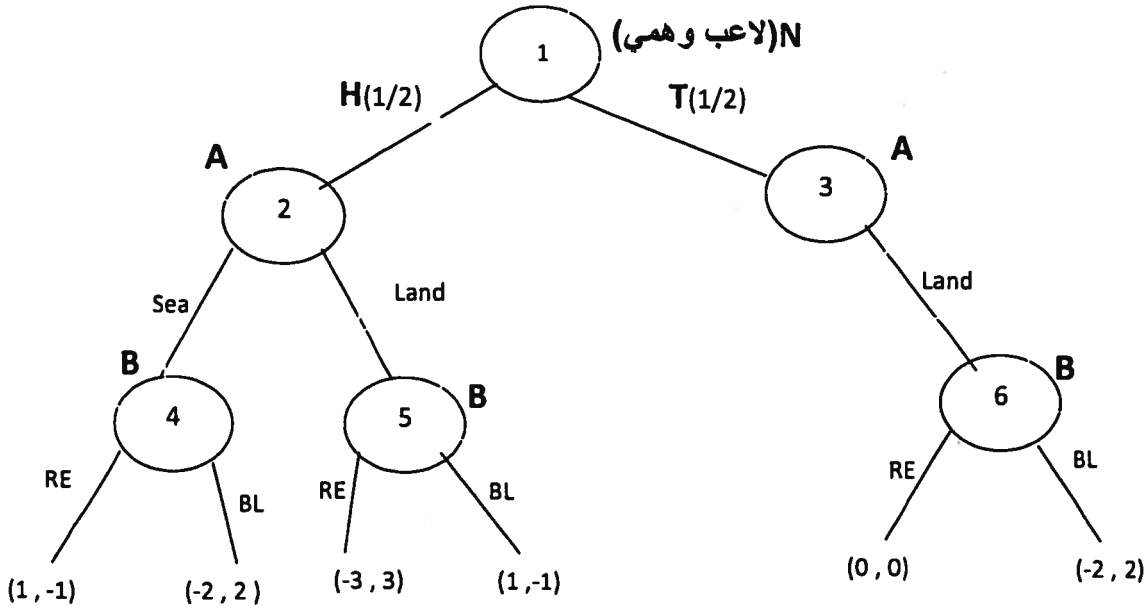 N(لاعب وهمي)
1
H(1/2)
T(1/2)
A
A
2
3
Sea
Land
Land
B
B
B
4
5
6
RE
BL
RE
BL
RE
BL
(1 , -1)
(-2, 2 )
(-3 , 3)
(1 ,-1)
(0 , 0)
(-2, 2)